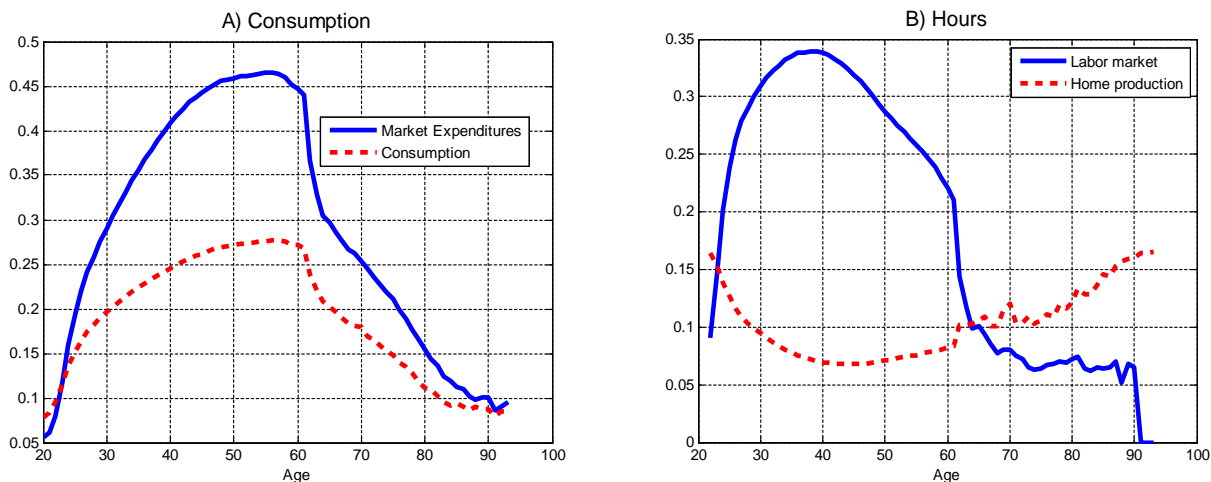 A) Consumption
0.5
0.45
0.4
0.35
0.3
0.25
0.2
0.15
0.1
0.05
20 30 40 50 60 70 80 90 100
Age
Market Expenditures
Consumption
B) Hours
0.35
0.3
0.25
0.2
0.15
0.1
0.05
0
20 30 40 50 60 70 80 90 100
Age
Labor market
Home production